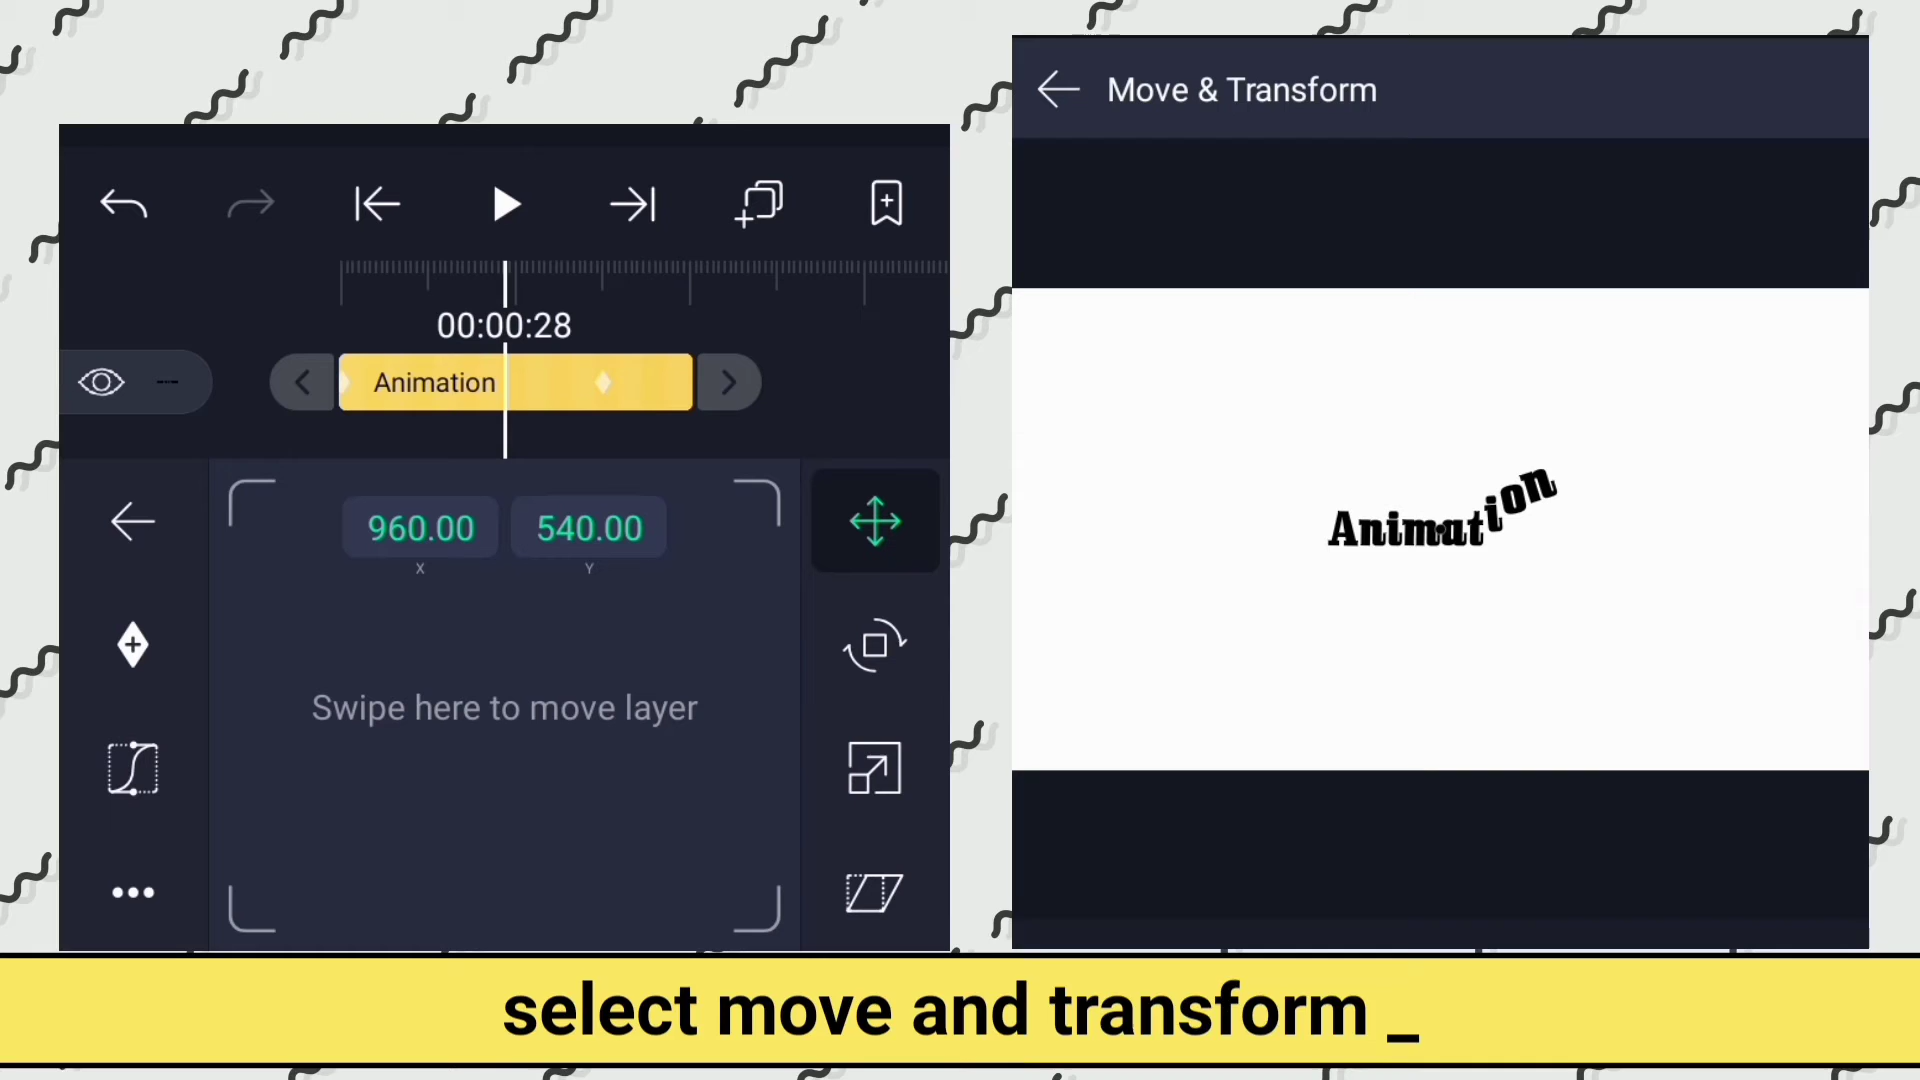 Move & Transform
00:00:28
Animation
960.00 540.00
X Y
Swipe here to move layer
Animation
select move and transform _